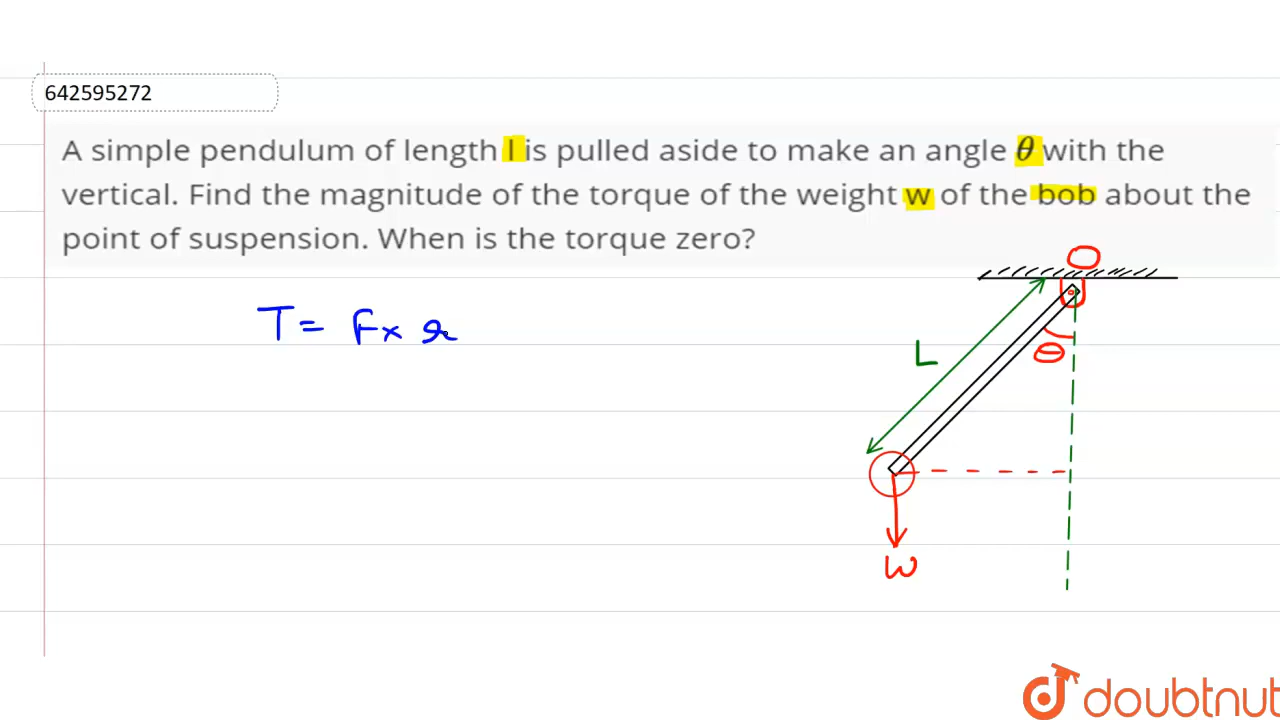 642595272
A simple pendulum of length l is pulled aside to make an angle θ with the
vertical. Find the magnitude of the torque of the weight w of the bob about the
point of suspension. When is the torque zero?
O
T = F × r
L
θ
W
doubtnut